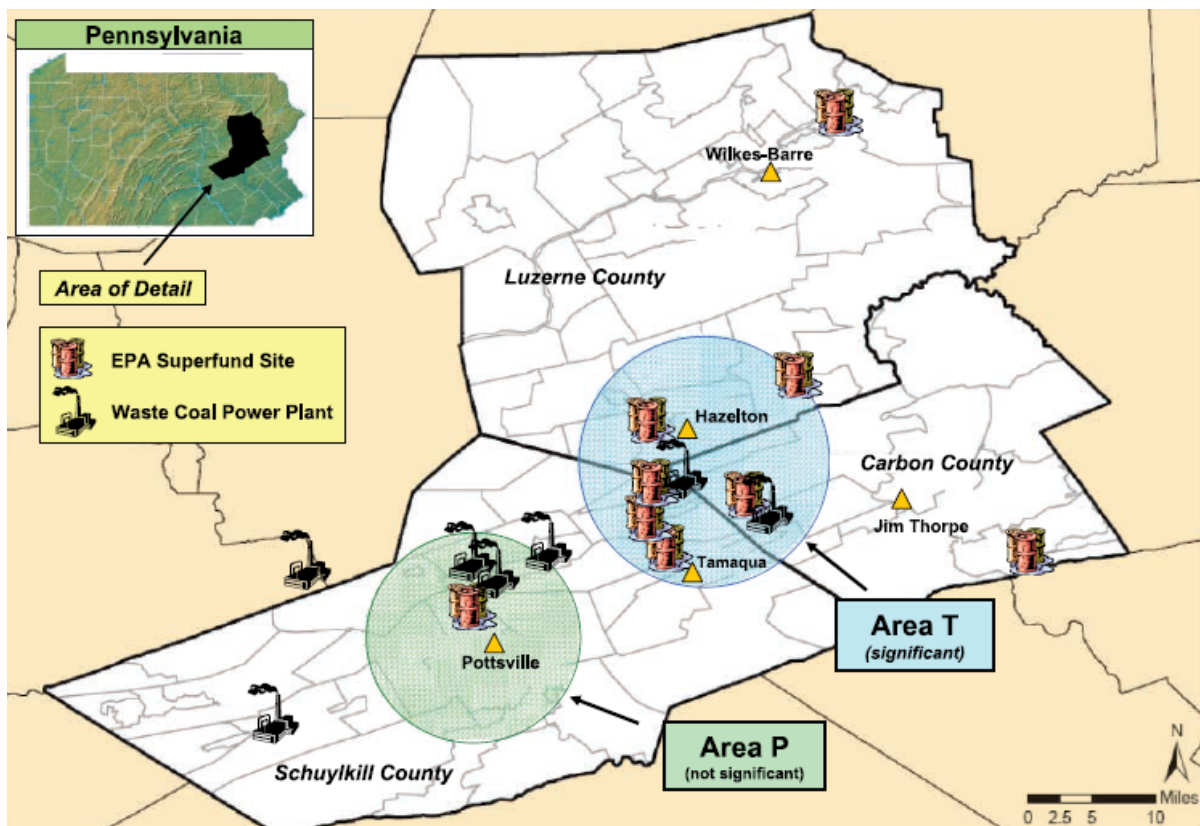 Pennsylvania
Area of Detail
EPA Superfund Site
Waste Coal Power Plant
Wilkes-Barre
Luzerne County
Hazelton
Carbon County
Jim Thorpe
Tamaqua
Area T
(significant)
Pottsville
Area P
(not significant)
Schuylkill County
N
Miles
0 2.5 5 10